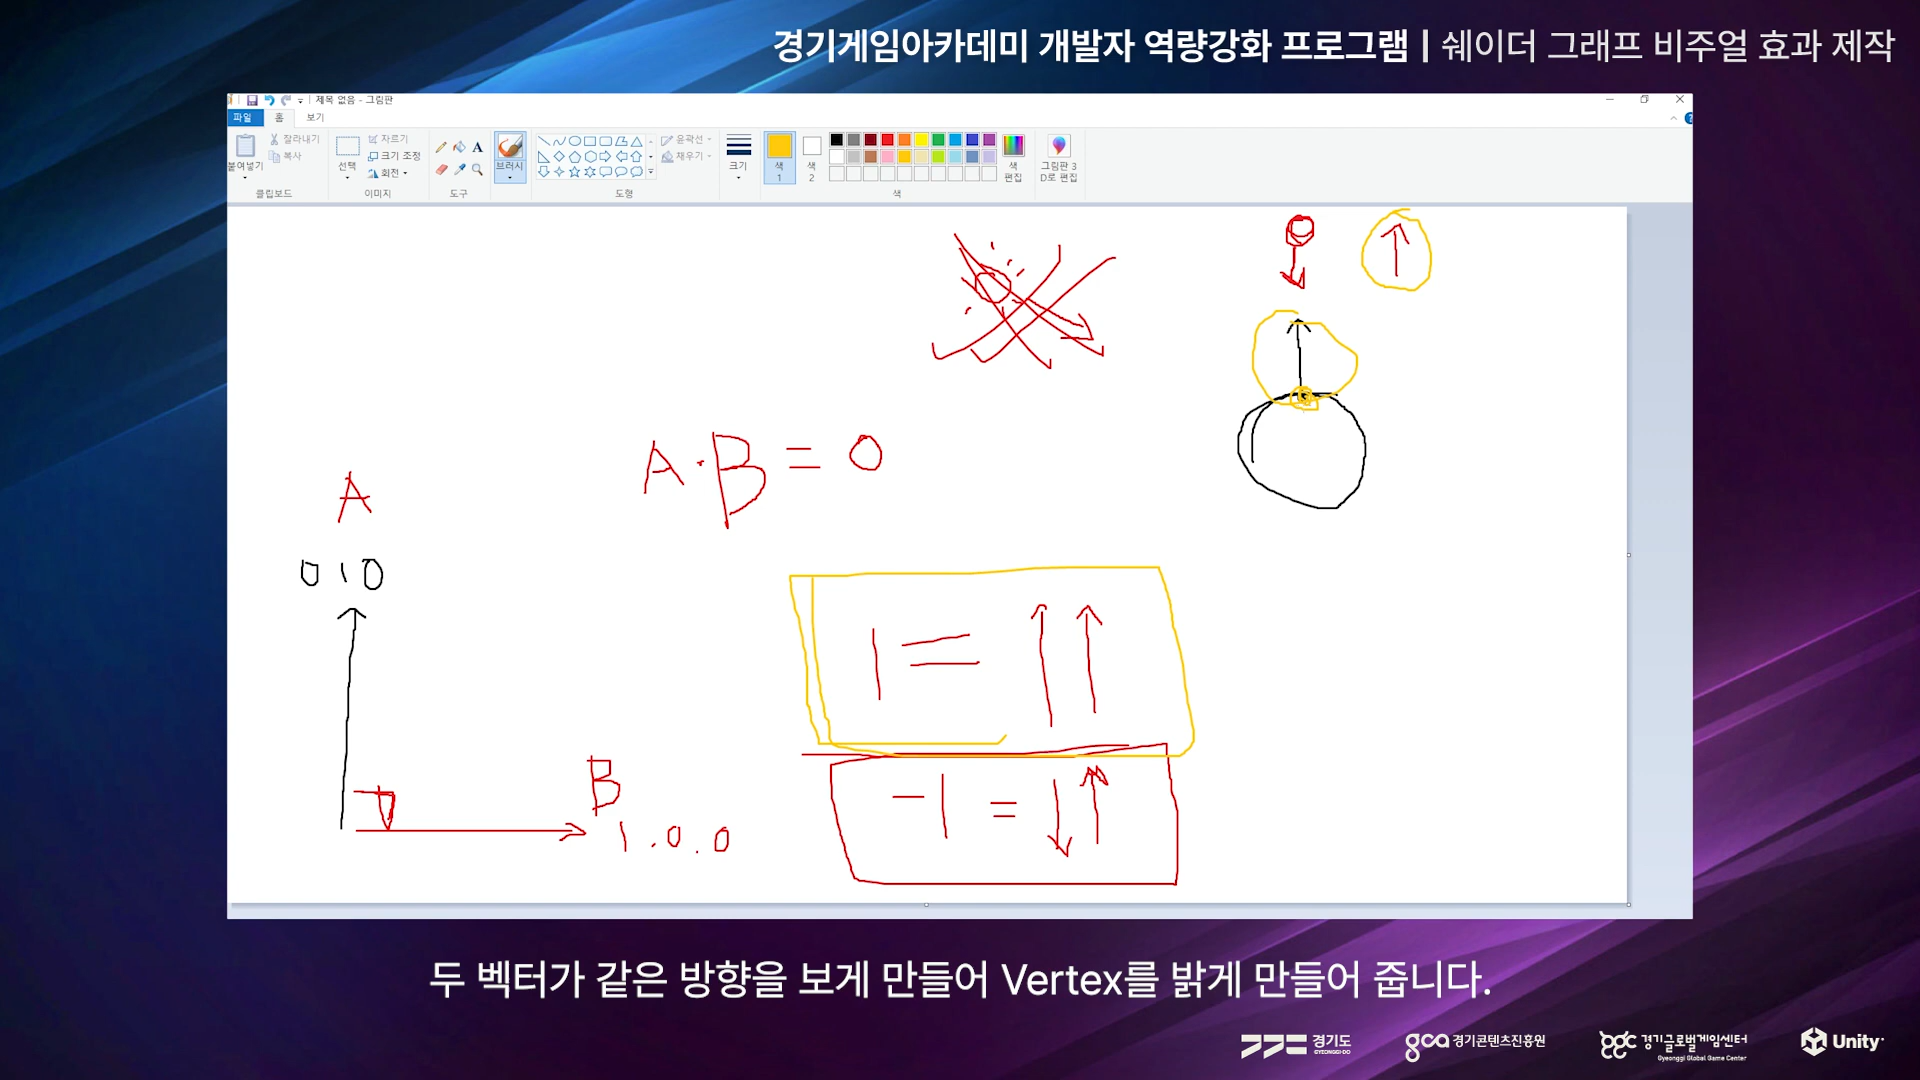 경기게임아카데미 개발자 역량강화 프로그램 | 쉐이더 그래프 비주얼 효과 제작
제목 없음 - 그림판
파일 홈 보기
붙여넣기
잘라내기
복사
클립보드
선택
자르기
크기 조정
회전
이미지
A
도구
브러시
도형
윤곽선
채우기
크기
색 1
색 2
색
색 편집
그림판 3D로 편집
A·B=0
A
0 1 0
1 =
B
1.0.0
-1 =
두 벡터가 같은 방향을 보게 만들어 Vertex를 밝게 만들어 줍니다.
경기도
GYEONGGI-DO
gca 경기콘텐츠진흥원
ggc 경기글로벌게임센터
Gyeonggi Global Game Center
Unity